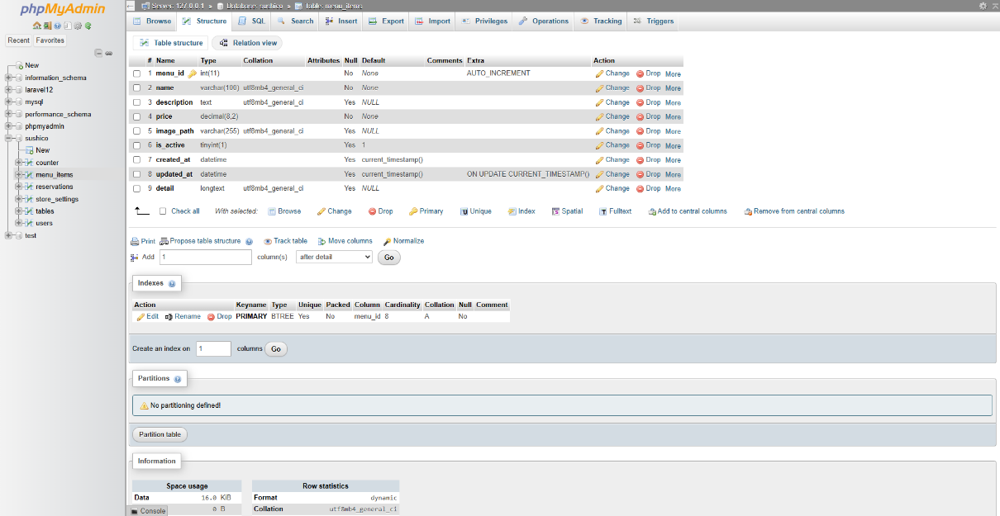 phpMyAdmin
Recent Favorites
New
information_schema
laravel12
mysql
performance_schema
phpmyadmin
sushico
New
counter
menu_items
reservations
store_settings
tables
users
test
Server: 127.0.0.1 » Database: sushico » Table: menu_items
Browse Structure SQL Search Insert Export Import Privileges Operations Tracking Triggers
Table structure Relation view
# Name Type Collation Attributes Null Default Comments Extra Action
1 menu_id int(11) No None AUTO_INCREMENT Change Drop More
2 name varchar(100) utf8mb4_general_ci No None Change Drop More
3 description text utf8mb4_general_ci Yes NULL Change Drop More
4 price decimal(8,2) No None Change Drop More
5 image_path varchar(255) utf8mb4_general_ci Yes NULL Change Drop More
6 is_active tinyint(1) Yes 1 Change Drop More
7 created_at datetime Yes current_timestamp() Change Drop More
8 updated_at datetime Yes current_timestamp() ON UPDATE CURRENT_TIMESTAMP() Change Drop More
9 detail longtext utf8mb4_general_ci Yes NULL Change Drop More
Check all With selected: Browse Change Drop Primary Unique Index Spatial Fulltext Add to central columns Remove from central columns
Print Propose table structure Track table Move columns Normalize
Add 1 column(s) after detail Go
Indexes
Action Keyname Type Unique Packed Column Cardinality Collation Null Comment
Edit Rename Drop PRIMARY BTREE Yes No menu_id 8 A No
Create an index on 1 columns Go
Partitions
No partitioning defined!
Partition table
Information
Space usage Row statistics
Data 16.0 KiB Format dynamic
0 B Collation utf8mb4_general_ci
Console